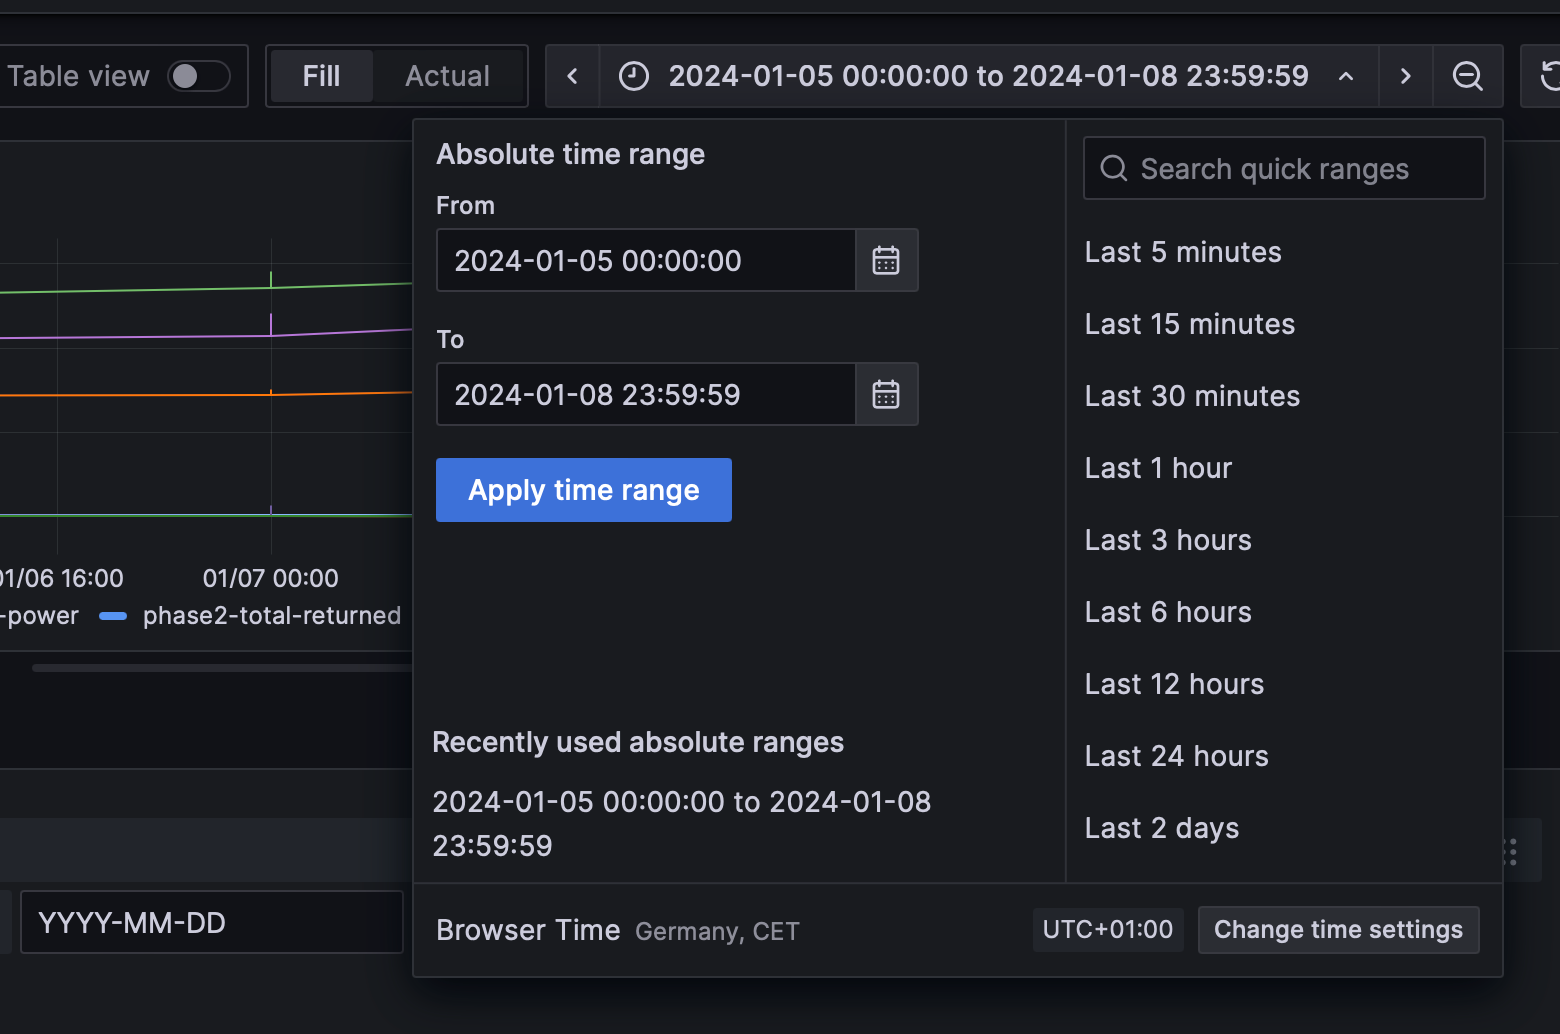 Table view
Fill
Actual
2024-01-05 00:00:00 to 2024-01-08 23:59:59
Absolute time range
From
2024-01-05 00:00:00
To
2024-01-08 23:59:59
Apply time range
Recently used absolute ranges
2024-01-05 00:00:00 to 2024-01-08
23:59:59
Search quick ranges
Last 5 minutes
Last 15 minutes
Last 30 minutes
Last 1 hour
Last 3 hours
Last 6 hours
Last 12 hours
Last 24 hours
Last 2 days
Browser Time Germany, CET
UTC+01:00
Change time settings
01/06 16:00
01/07 00:00
-power
phase2-total-returned
YYYY-MM-DD